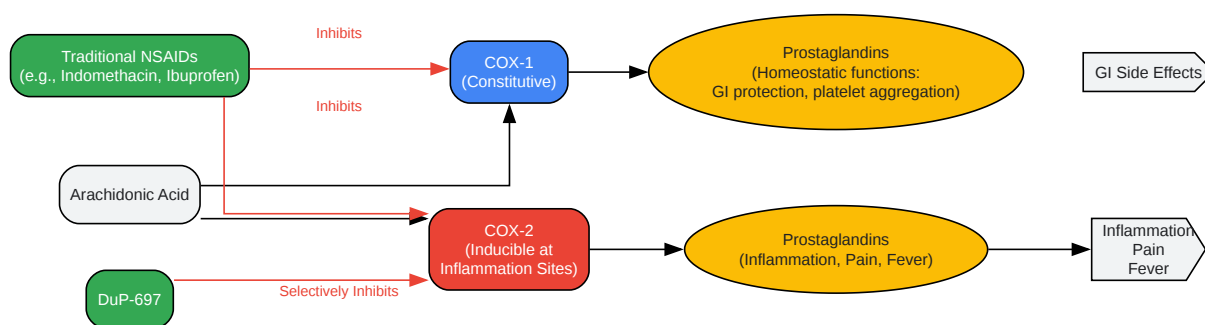 Traditional NSAIDs
(e.g., Indomethacin, Ibuprofen)
Inhibits
Inhibits
COX-1
(Constitutive)
Prostaglandins
(Homeostatic functions:
GI protection, platelet aggregation)
GI Side Effects
Arachidonic Acid
COX-2
(Inducible at
Inflammation Sites)
Prostaglandins
(Inflammation, Pain, Fever)
Inflammation
Pain
Fever
DuP-697
Selectively Inhibits